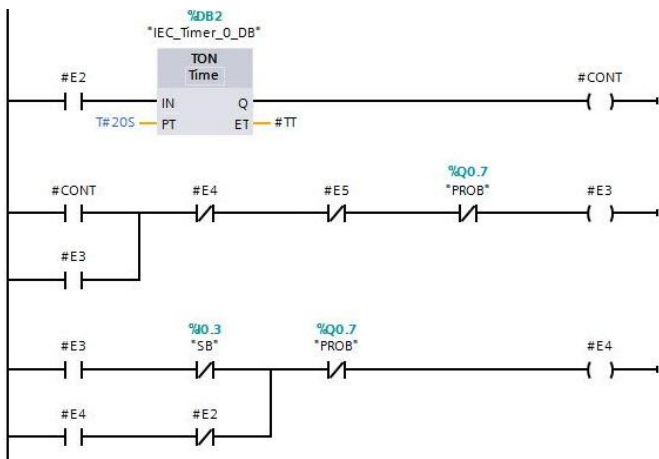 %DB2
"IEC_Timer_0_DB"
TON
Time
#E2
#CONT
IN Q
T#20S PT ET #TT
%Q0.7
#CONT #E4 #E5 "PROB" #E3
#E3
%I0.3 %Q0.7
#E3 "SB" "PROB" #E4
#E4 #E2